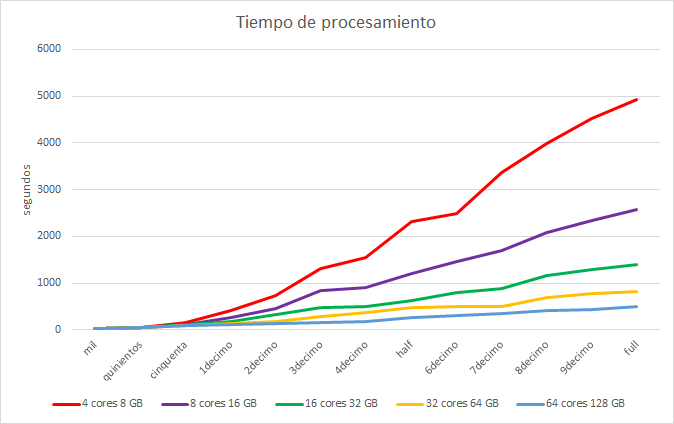 Tiempo de procesamiento
segundos
6000
5000
4000
3000
2000
1000
0
mil
quinientos
cinquenta
1decimo
2decimo
3decimo
4decimo
half
6decimo
7decimo
8decimo
9decimo
full
4 cores 8 GB
8 cores 16 GB
16 cores 32 GB
32 cores 64 GB
64 cores 128 GB